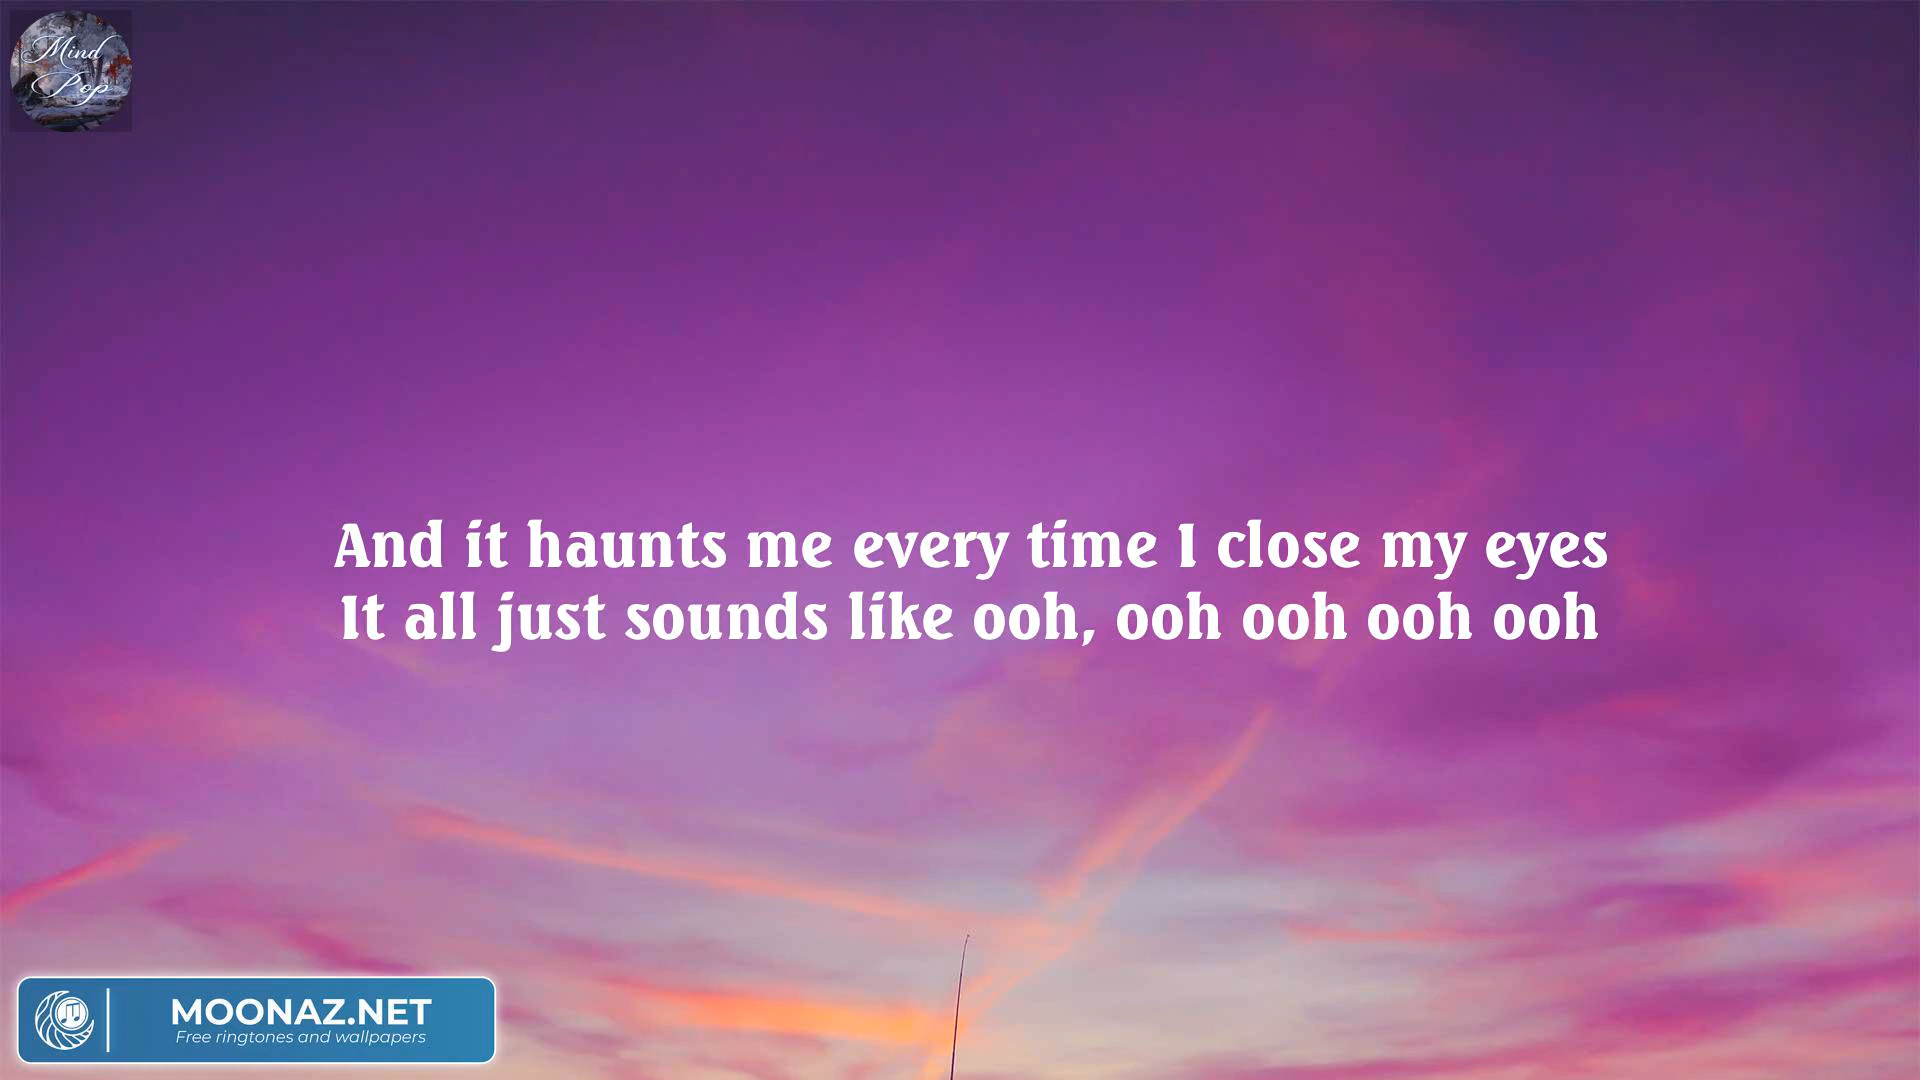 Mind
Pop
And it haunts me every time I close my eyes
It all just sounds like ooh, ooh ooh ooh ooh
MOONAZ.NET
Free ringtones and wallpapers